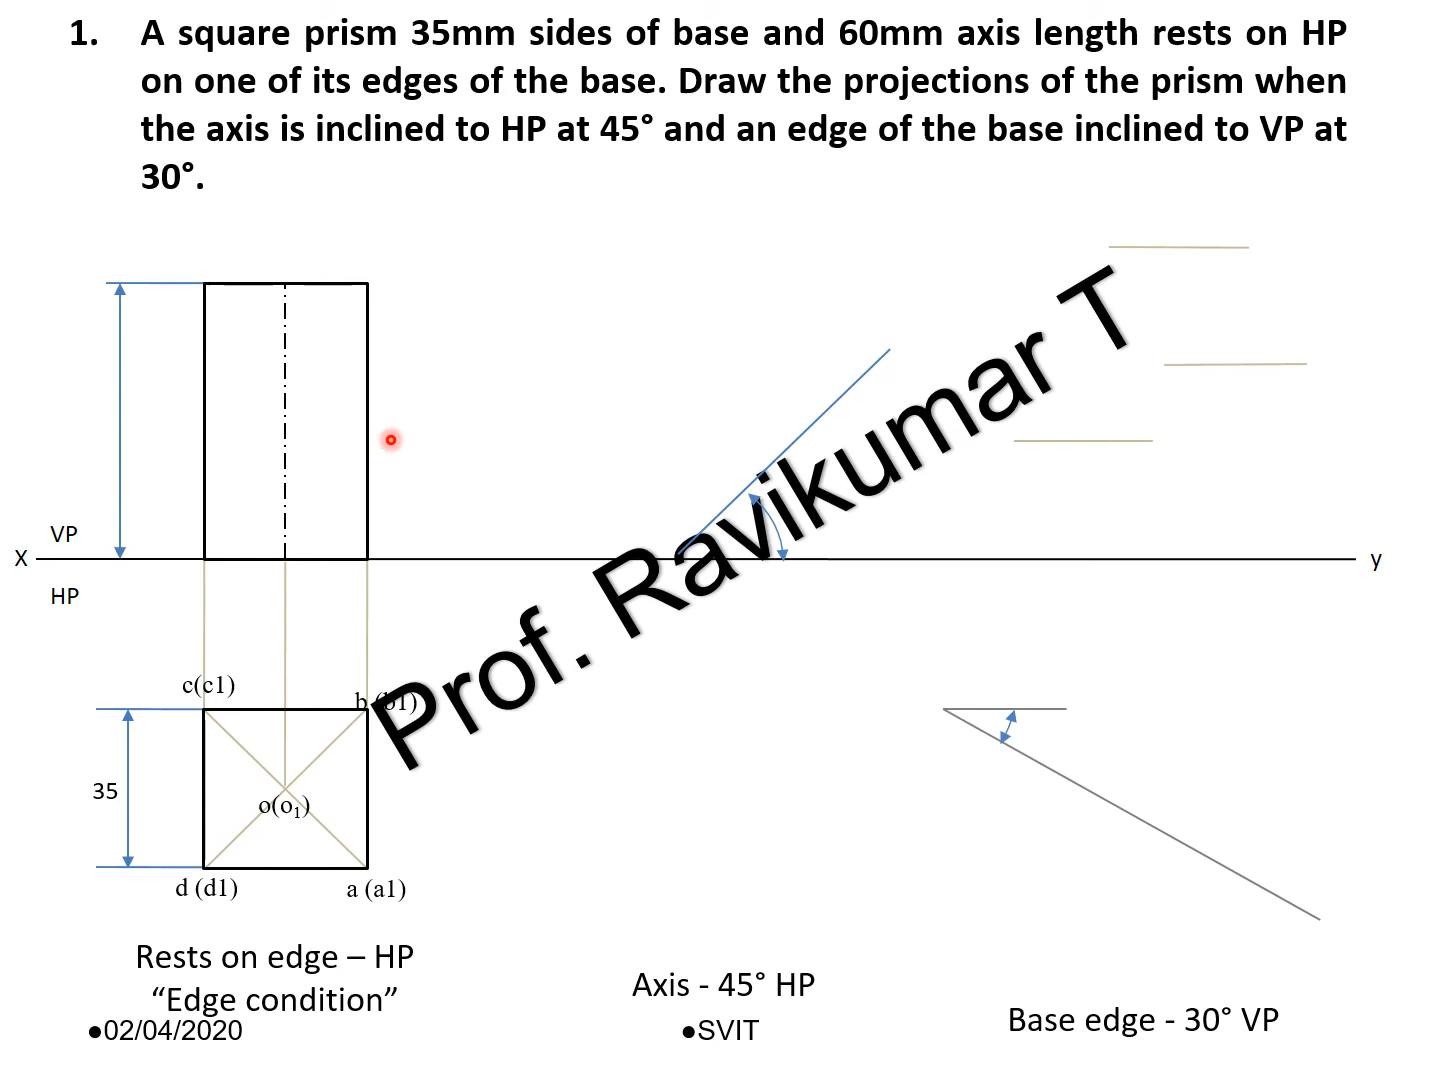 1. A square prism 35mm sides of base and 60mm axis length rests on HP
on one of its edges of the base. Draw the projections of the prism when
the axis is inclined to HP at 45° and an edge of the base inclined to VP at
30°.
Prof. Ravikumar T
VP
X
y
HP
c(c1)
b (b1)
35
o(o₁)
d (d1)
a (a1)
Rests on edge – HP
“Edge condition”
Axis - 45° HP
Base edge - 30° VP
●02/04/2020
●SVIT